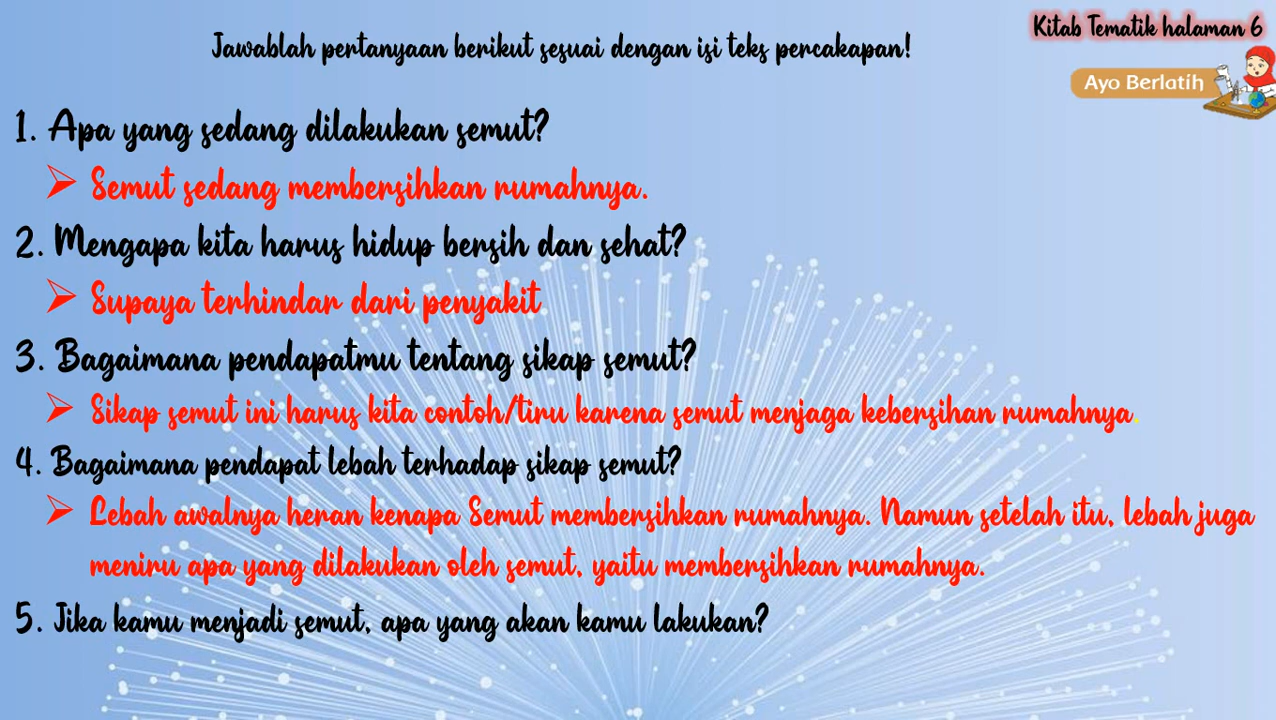 Kitab Tematik halaman 6
Jawablah pertanyaan berikut sesuai dengan isi teks percakapan!
Ayo Berlatih
1. Apa yang sedang dilakukan semut?
➢ Semut sedang membersihkan rumahnya.
2. Mengapa kita harus hidup bersih dan sehat?
➢ Supaya terhindar dari penyakit
3. Bagaimana pendapatmu tentang sikap semut?
➢ Sikap semut ini harus kita contoh/tiru karena semut menjaga kebersihan rumahnya.
4. Bagaimana pendapat lebah terhadap sikap semut?
➢ Lebah awalnya heran kenapa Semut membersihkan rumahnya. Namun setelah itu, lebah juga
meniru apa yang dilakukan oleh semut, yaitu membersihkan rumahnya.
5. Jika kamu menjadi semut, apa yang akan kamu lakukan?